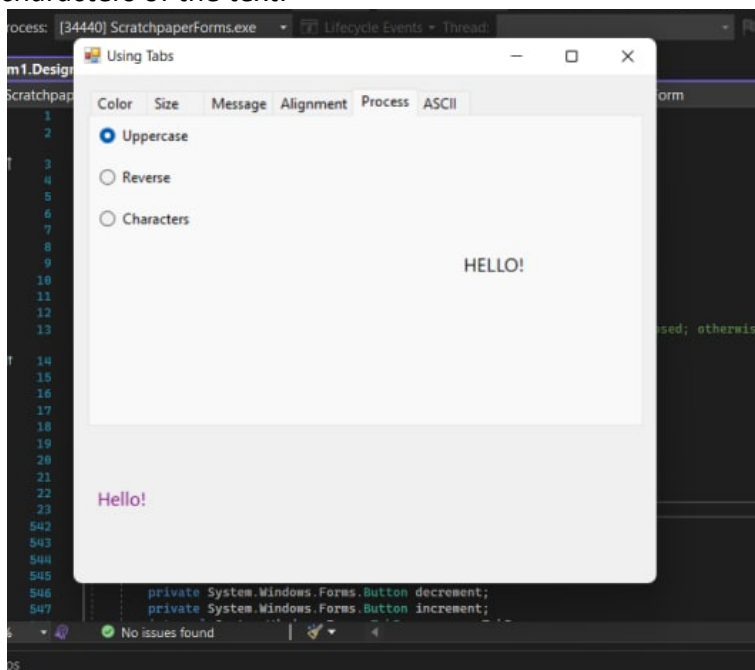 characters of the text.
rocess: [34440] ScratchpaperForms.exe Lifecycle Events Thread:
Using Tabs
m1.Design
Scratchpap
orm
Color Size Message Alignment Process ASCII
Uppercase
Reverse
Characters
HELLO!
Hello!
1
2
3
4
5
6
7
8
9
10
11
12
13
osed; otherwis
14
15
16
17
18
19
20
21
22
23
542
543
544
545
546 private System.Windows.Forms.Button decrement;
547 private System.Windows.Forms.Button increment;
% No issues found